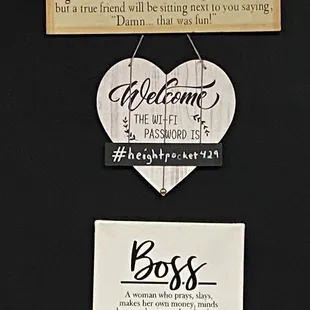 but a true friend will be sitting next to you saying,
"Damn... that was fun!"
Welcome
THE WI-FI
PASSWORD IS
#heightpocket429
Boss
A woman who prays, slays,
makes her own money, minds